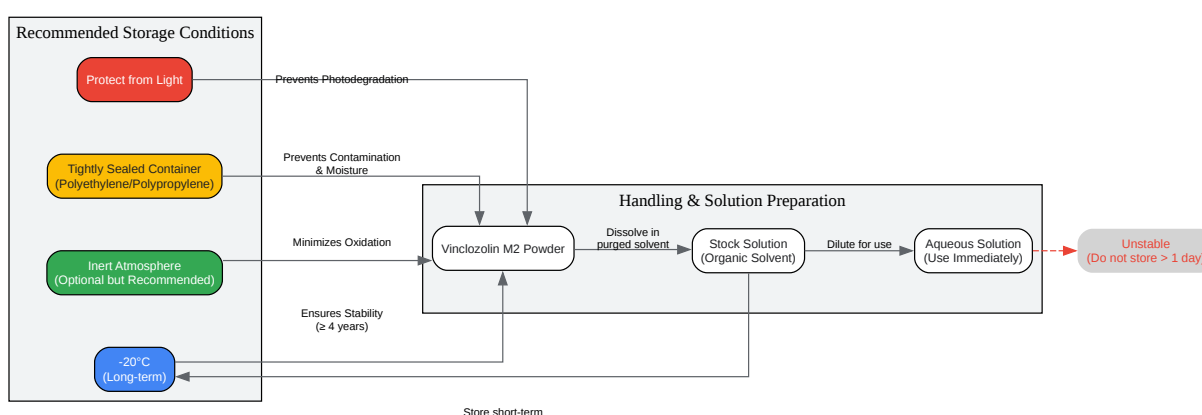 Recommended Storage Conditions
Protect from Light
Prevents Photodegradation
Tightly Sealed Container
(Polyethylene/Polypropylene)
Prevents Contamination
& Moisture
Inert Atmosphere
(Optional but Recommended)
Minimizes Oxidation
-20°C
(Long-term)
Ensures Stability
(≥ 4 years)
Handling & Solution Preparation
Vinclozolin M2 Powder
Dissolve in
purged solvent
Stock Solution
(Organic Solvent)
Dilute for use
Aqueous Solution
(Use Immediately)
Unstable
(Do not store > 1 day)
Store short-term